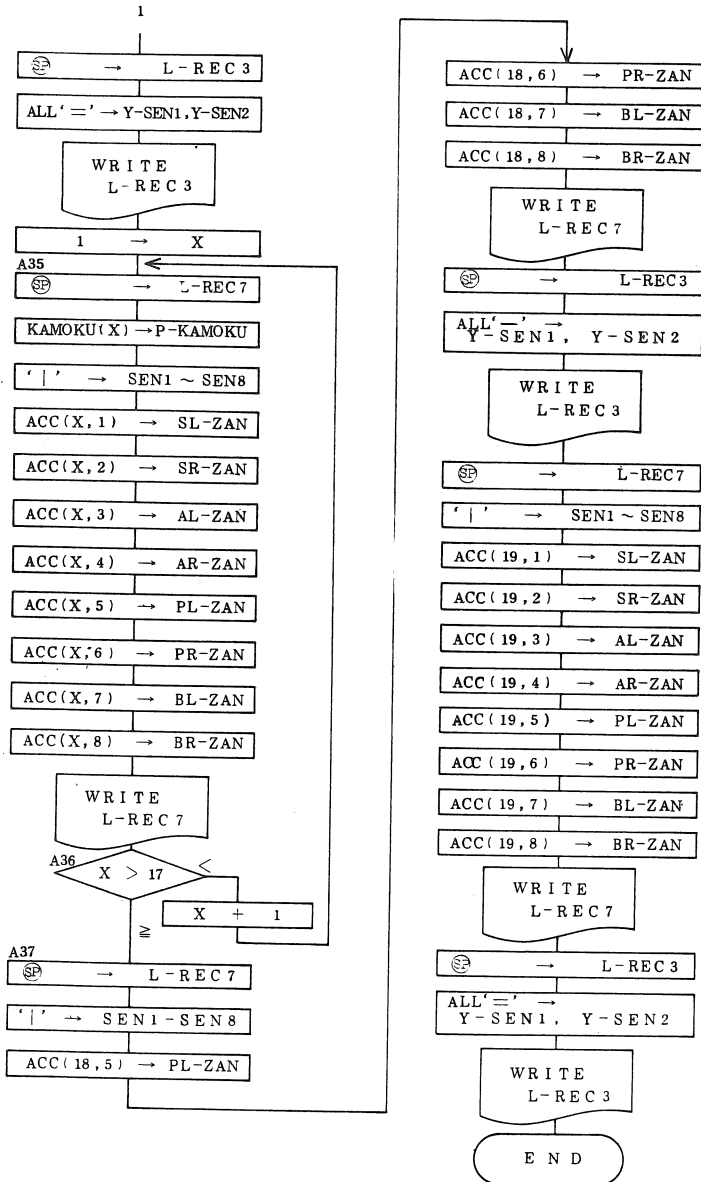 1
SP → L-REC3
ALL'=' → Y-SEN1, Y-SEN2
WRITE
L-REC3
1 → X
A35
SP → L-REC7
KAMOKU(X) → P-KAMOKU
'|' → SEN1 ~ SEN8
ACC(X,1) → SL-ZAN
ACC(X,2) → SR-ZAN
ACC(X,3) → AL-ZAN
ACC(X,4) → AR-ZAN
ACC(X,5) → PL-ZAN
ACC(X,6) → PR-ZAN
ACC(X,7) → BL-ZAN
ACC(X,8) → BR-ZAN
WRITE
L-REC7
A36
X > 17
<
X + 1
≧
A37
SP → L-REC7
'|' → SEN1-SEN8
ACC(18,5) → PL-ZAN
ACC(18,6) → PR-ZAN
ACC(18,7) → BL-ZAN
ACC(18,8) → BR-ZAN
WRITE
L-REC7
SP → L-REC3
ALL'—' →
Y-SEN1, Y-SEN2
WRITE
L-REC3
SP → L-REC7
'|' → SEN1 ~ SEN8
ACC(19,1) → SL-ZAN
ACC(19,2) → SR-ZAN
ACC(19,3) → AL-ZAN
ACC(19,4) → AR-ZAN
ACC(19,5) → PL-ZAN
ACC(19,6) → PR-ZAN
ACC(19,7) → BL-ZAN
ACC(19,8) → BR-ZAN
WRITE
L-REC7
SP → L-REC3
ALL'=' →
Y-SEN1, Y-SEN2
WRITE
L-REC3
END